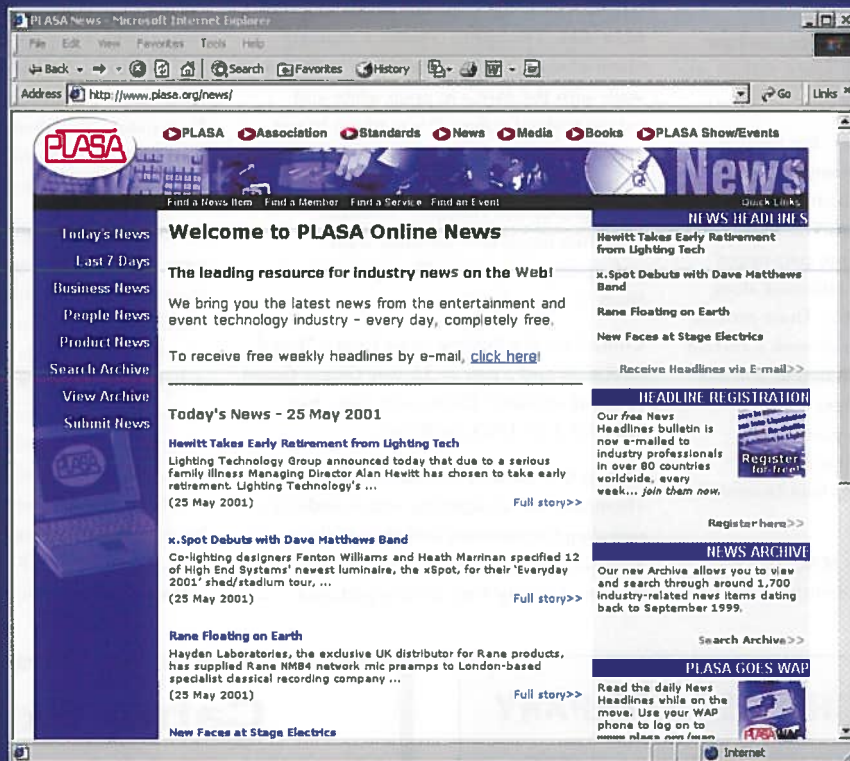 PLASA News - Microsoft Internet Explorer
File Edit View Favorites Tools Help
Back Search Favorites History
Address http://www.plasa.org/news/ Go Links
PLASA
PLASA Association Standards News Media Books PLASA Show/Events
News
Find a News Item Find a Member Find a Service Find an Event Quick Links
Today's News
Last 7 Days
Business News
People News
Product News
Search Archive
View Archive
Submit News
Welcome to PLASA Online News
The leading resource for industry news on the Web!
We bring you the latest news from the entertainment and
event technology industry - every day, completely free.
To receive free weekly headlines by e-mail, click here!
Today's News - 25 May 2001
Hewitt Takes Early Retirement from Lighting Tech
Lighting Technology Group announced today that due to a serious
family illness Managing Director Alan Hewitt has chosen to take early
retirement. Lighting Technology's ...
(25 May 2001) Full story>>
x.Spot Debuts with Dave Matthews Band
Co-lighting designers Fenton Williams and Heath Marrinan specified 12
of High End Systems' newest luminaire, the xSpot, for their 'Everyday
2001' shed/stadium tour, ...
(25 May 2001) Full story>>
Rane Floating on Earth
Hayden Laboratories, the exclusive UK distributor for Rane products,
has supplied Rane NMB4 network mic preamps to London-based
specialist classical recording company ...
(25 May 2001) Full story>>
New Faces at Stage Electrics
NEWS HEADLINES
Hewitt Takes Early Retirement
from Lighting Tech
x.Spot Debuts with Dave Matthews
Band
Rane Floating on Earth
New Faces at Stage Electrics
Receive Headlines via E-mail>>
HEADLINE REGISTRATION
Our free News
Headlines bulletin is
now e-mailed to
industry professionals
in over 80 countries
worldwide, every
week... join them now.
Register
for free!
Register here>>
NEWS ARCHIVE
Our new Archive allows you to view
and search through around 1,700
industry-related news items dating
back to September 1999.
Search Archive>>
PLASA GOES WAP
Read the daily News
Headlines while on the
move. Use your WAP
phone to log on to
www.plasa.org/wap
PLASA WAP
Internet